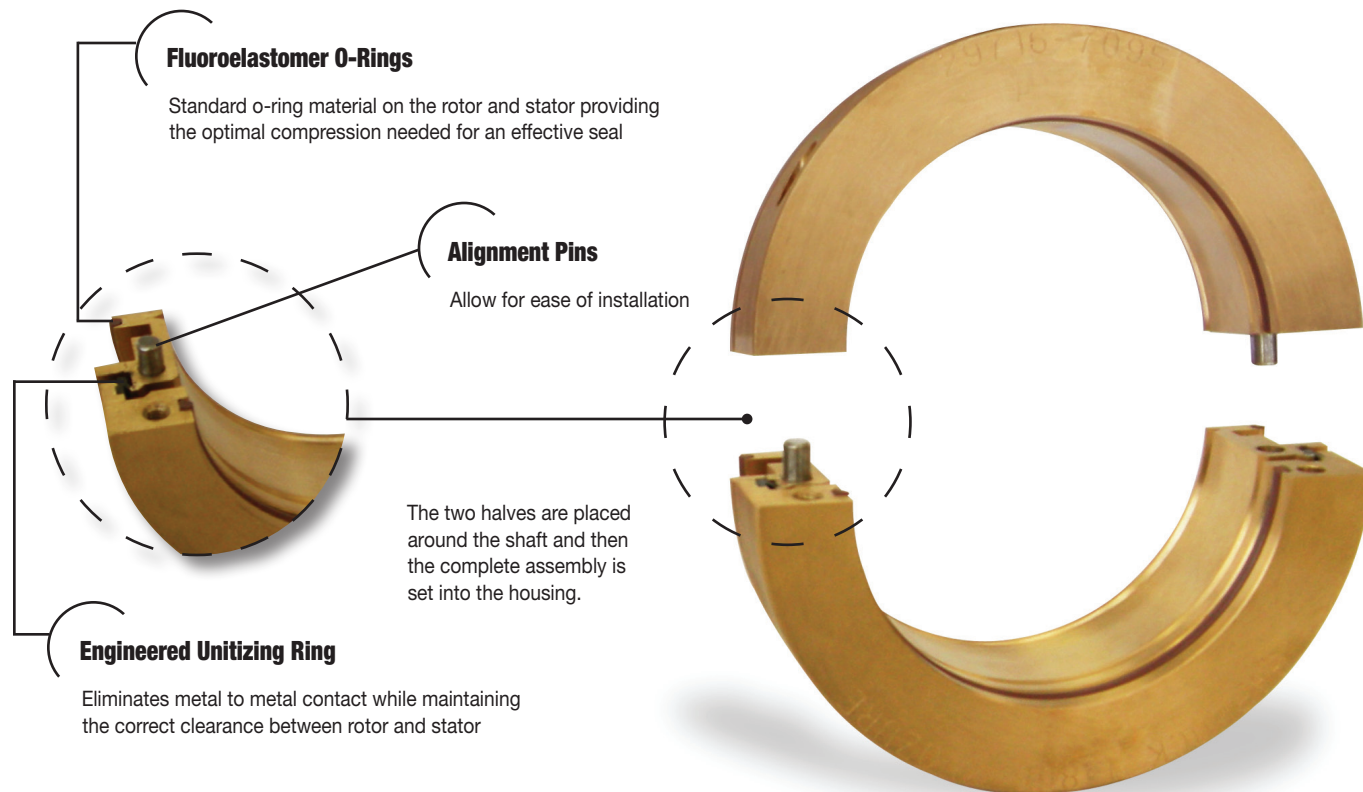 Fluoroelastomer O-Rings
Standard o-ring material on the rotor and stator providing
the optimal compression needed for an effective seal
Alignment Pins
Allow for ease of installation
The two halves are placed
around the shaft and then
the complete assembly is
set into the housing.
Engineered Unitizing Ring
Eliminates metal to metal contact while maintaining
the correct clearance between rotor and stator
29716-7095